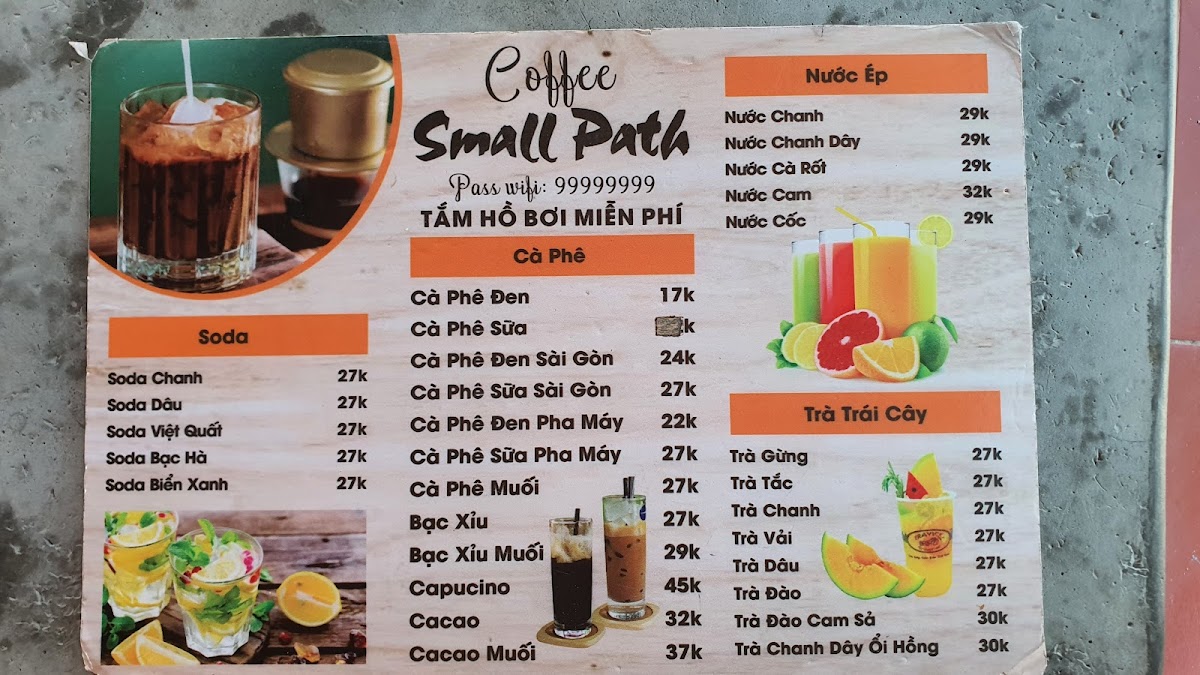 Coffee
Small Path
Pass wifi: 99999999
TẮM HỒ BƠI MIỄN PHÍ
Cà Phê
Cà Phê Đen 17k
Cà Phê Sữa k
Cà Phê Đen Sài Gòn 24k
Cà Phê Sữa Sài Gòn 27k
Cà Phê Đen Pha Máy 22k
Cà Phê Sữa Pha Máy 27k
Cà Phê Muối 27k
Bạc Xỉu 27k
Bạc Xỉu Muối 29k
Capucino 45k
Cacao 32k
Cacao Muối 37k
Soda
Soda Chanh 27k
Soda Dâu 27k
Soda Việt Quất 27k
Soda Bạc Hà 27k
Soda Biển Xanh 27k
Nước Ép
Nước Chanh 29k
Nước Chanh Dây 29k
Nước Cà Rốt 29k
Nước Cam 32k
Nước Cốc 29k
Trà Trái Cây
Trà Gừng 27k
Trà Tắc 27k
Trà Chanh 27k
Trà Vải 27k
Trà Dâu 27k
Trà Đào 27k
Trà Đào Cam Sả 30k
Trà Chanh Dây Ổi Hồng 30k